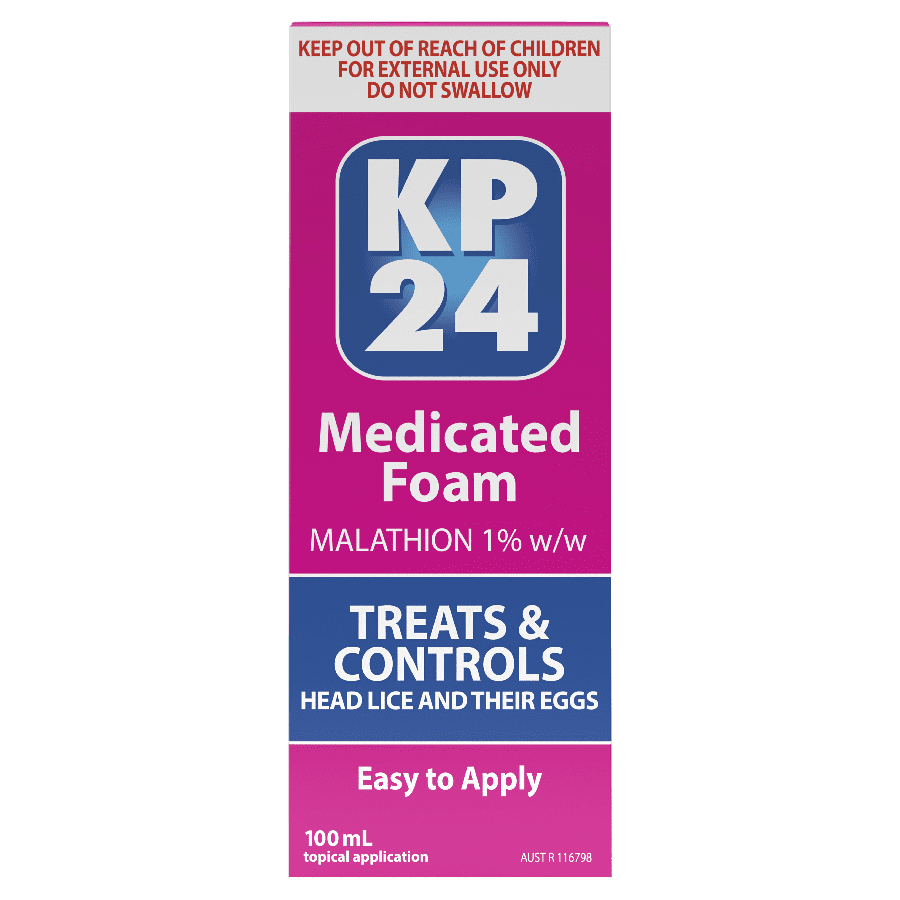 KEEP OUT OF REACH OF CHILDREN
FOR EXTERNAL USE ONLY
DO NOT SWALLOW
KP
24
Medicated
Foam
MALATHION 1% w/w
TREATS &
CONTROLS
HEAD LICE AND THEIR EGGS
Easy to Apply
100 mL
topical application
AUST R 116798